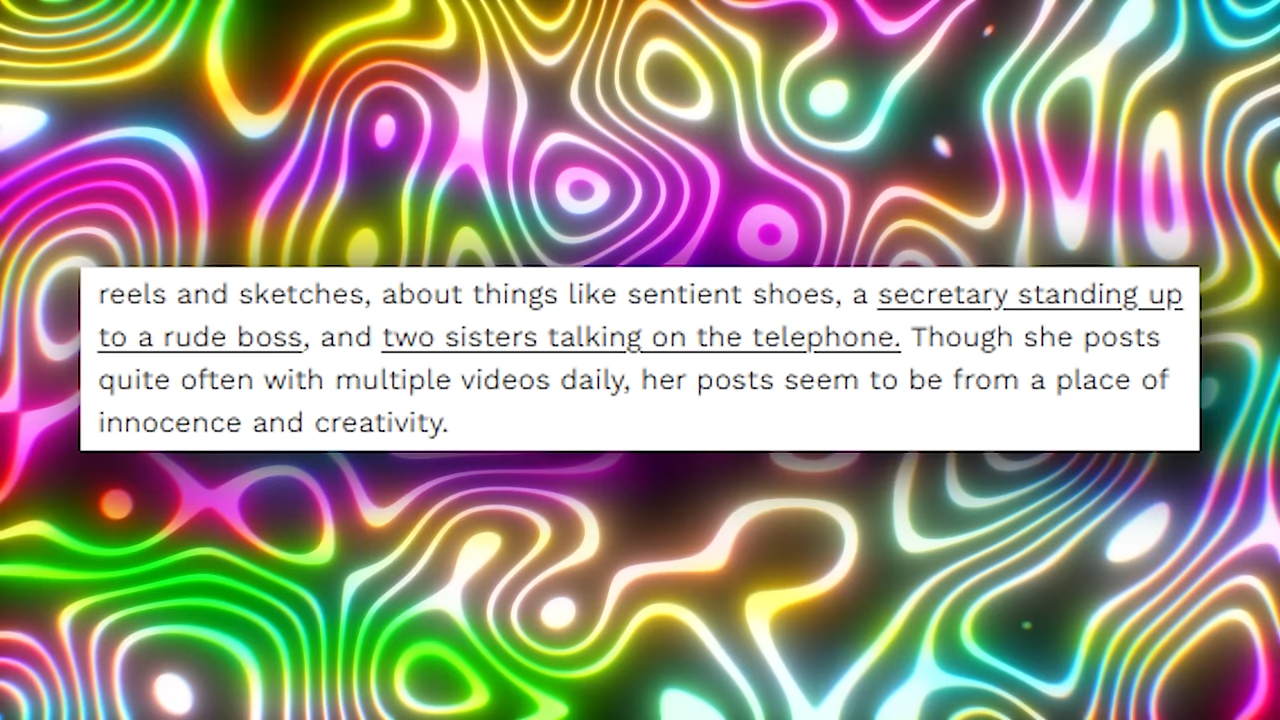 reels and sketches, about things like sentient shoes, a secretary standing up
to a rude boss, and two sisters talking on the telephone. Though she posts
quite often with multiple videos daily, her posts seem to be from a place of
innocence and creativity.